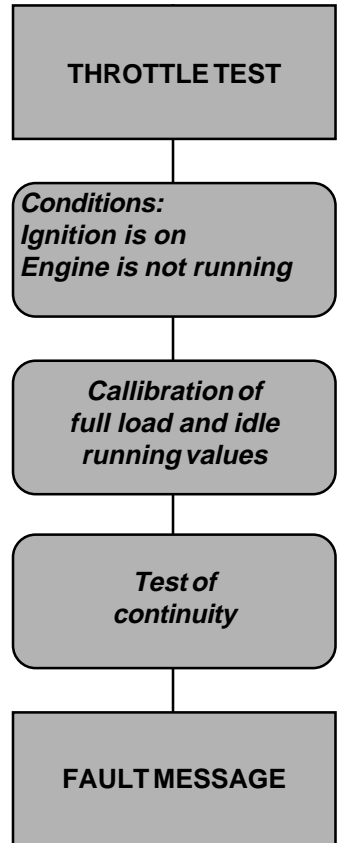 THROTTLE TEST
Conditions:
Ignition is on
Engine is not running
Callibration of
full load and idle
running values
Test of
continuity
FAULT MESSAGE